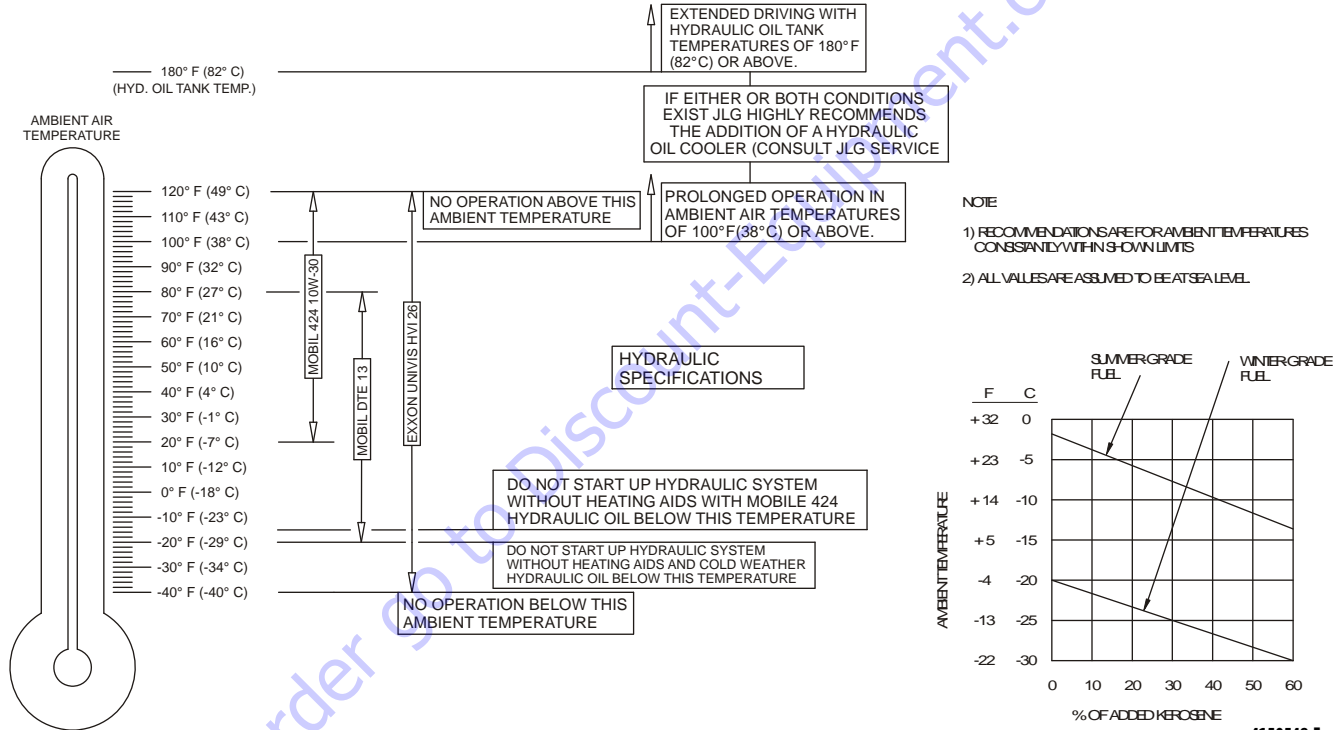 EXTENDED DRIVING WITH
HYDRAULIC OIL TANK
TEMPERATURES OF 180° F
(82°C) OR ABOVE.
180° F (82° C)
(HYD. OIL TANK TEMP.)
IF EITHER OR BOTH CONDITIONS
EXIST JLG HIGHLY RECOMMENDS
THE ADDITION OF A HYDRAULIC
OIL COOLER (CONSULT JLG SERVICE
AMBIENT AIR
TEMPERATURE
120° F (49° C)
110° F (43° C)
100° F (38° C)
90° F (32° C)
80° F (27° C)
70° F (21° C)
60° F (16° C)
50° F (10° C)
40° F (4° C)
30° F (-1° C)
20° F (-7° C)
10° F (-12° C)
0° F (-18° C)
-10° F (-23° C)
-20° F (-29° C)
-30° F (-34° C)
-40° F (-40° C)
MOBIL 424 10W-30
MOBIL DTE 13
EXXON UNIVIS HVI 26
NO OPERATION ABOVE THIS
AMBIENT TEMPERATURE
PROLONGED OPERATION IN
AMBIENT AIR TEMPERATURES
OF 100°F(38°C) OR ABOVE.
HYDRAULIC
SPECIFICATIONS
DO NOT START UP HYDRAULIC SYSTEM
WITHOUT HEATING AIDS WITH MOBILE 424
HYDRAULIC OIL BELOW THIS TEMPERATURE
DO NOT START UP HYDRAULIC SYSTEM
WITHOUT HEATING AIDS AND COLD WEATHER
HYDRAULIC OIL BELOW THIS TEMPERATURE
NO OPERATION BELOW THIS
AMBIENT TEMPERATURE
NOTE
1) RECOMMENDATIONS ARE FOR AMBIENT TEMPERATURES
CONSISTANTLY WITHIN SHOWN LIMITS
2) ALL VALUES ARE ASSUMED TO BE AT SEA LEVEL.
SUMMER-GRADE
FUEL
WINTER-GRADE
FUEL
F C
+32 0
+23 -5
+14 -10
+5 -15
-4 -20
-13 -25
-22 -30
AMBIENT TEMPERATURE
0 10 20 30 40 50 60
% OF ADDED KEROSENE
order go to Discount-Equipment.c